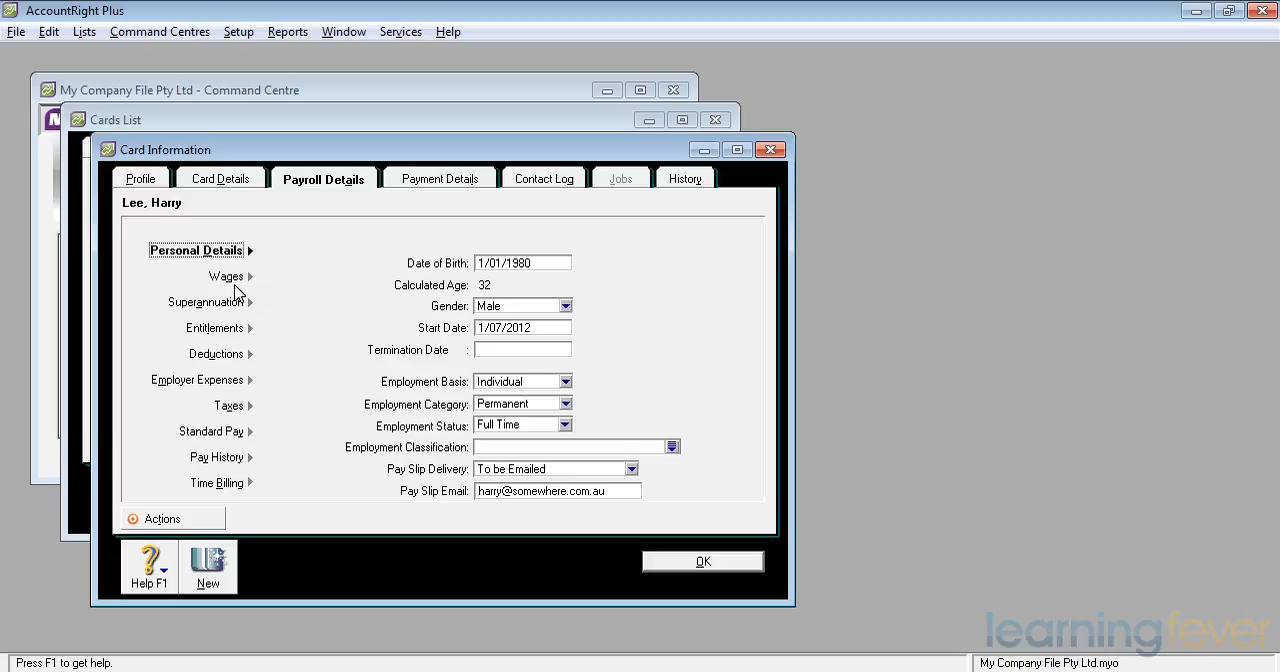 AccountRight Plus
File Edit Lists Command Centres Setup Reports Window Services Help
My Company File Pty Ltd - Command Centre
Cards List
Card Information
Profile Card Details Payroll Details Payment Details Contact Log Jobs History
Lee, Harry
Personal Details
Wages
Superannuation
Entitlements
Deductions
Employer Expenses
Taxes
Standard Pay
Pay History
Time Billing
Date of Birth: 1/01/1980
Calculated Age: 32
Gender: Male
Start Date: 1/07/2012
Termination Date :
Employment Basis: Individual
Employment Category: Permanent
Employment Status: Full Time
Employment Classification:
Pay Slip Delivery: To be Emailed
Pay Slip Email: harry@somewhere.com.au
Actions
Help F1 New OK
learningfever
Press F1 to get help. My Company File Pty Ltd.myo